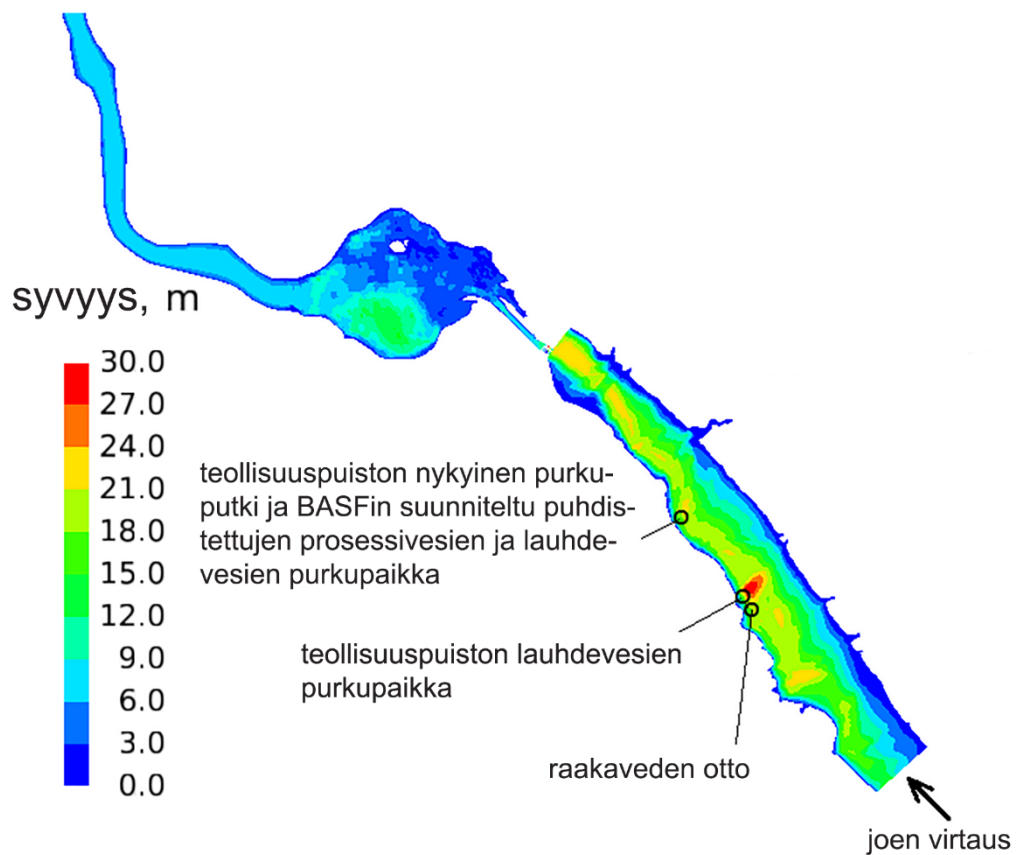 syvyys, m
30.0
27.0
24.0
21.0
18.0
15.0
12.0
9.0
6.0
3.0
0.0
teollisuuspuiston nykyinen purku-
putki ja BASFin suunniteltu puhdis-
tettujen prosessivesien ja lauhde-
vesien purkupaikka
teollisuuspuiston lauhdevesien
purkupaikka
raakaveden otto
joen virtaus